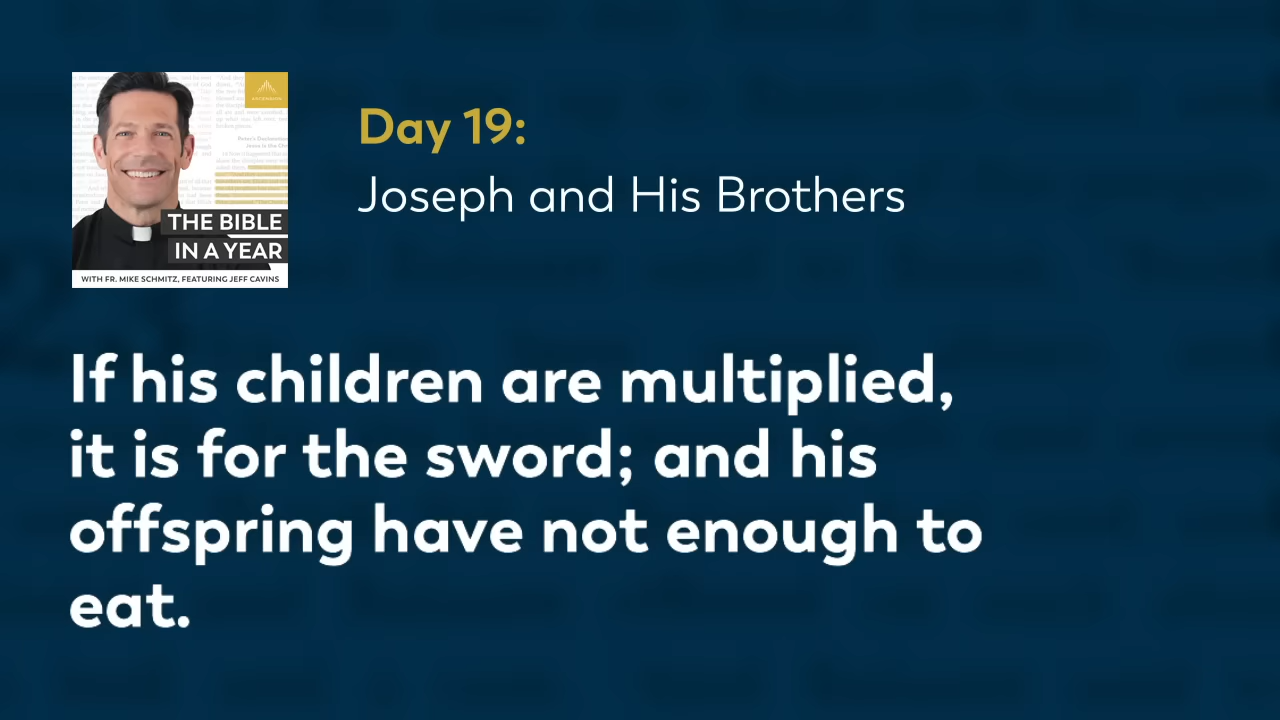 THE BIBLE
IN A YEAR
WITH FR. MIKE SCHMITZ, FEATURING JEFF CAVINS
Day 19:
Joseph and His Brothers
If his children are multiplied,
it is for the sword; and his
offspring have not enough to
eat.